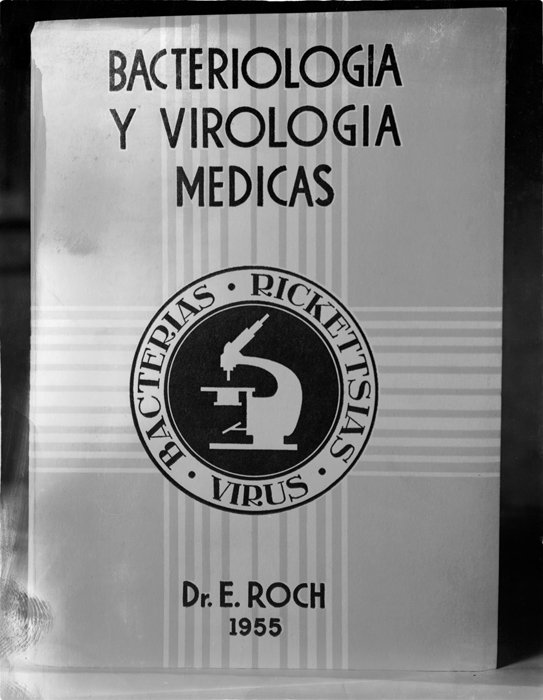 BACTERIOLOGIA
Y VIROLOGIA
MEDICAS
BACTERIAS · RICKETTSIAS · VIRUS ·
Dr. E. ROCH
1955